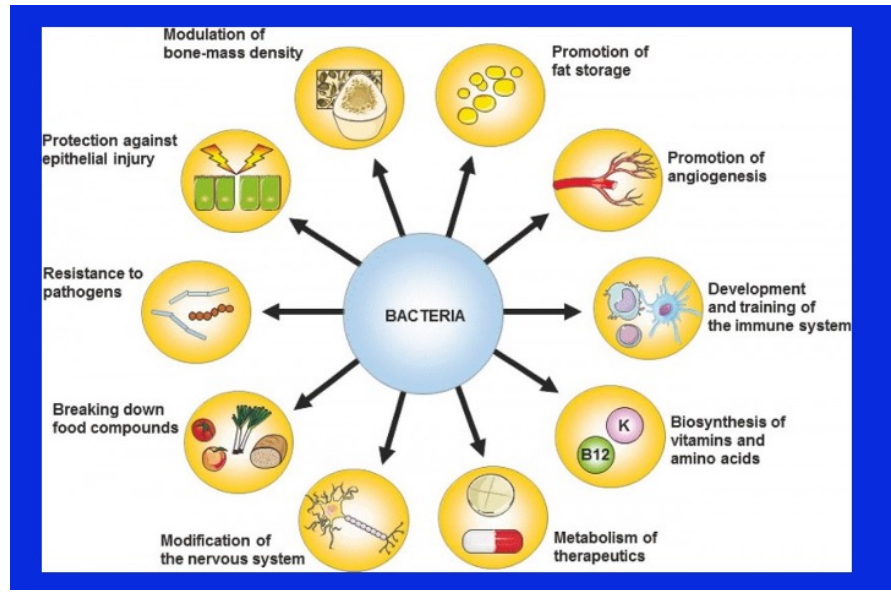 Modulation of
bone-mass density
Promotion of
fat storage
Protection against
epithelial injury
Promotion of
angiogenesis
Resistance to
pathogens
BACTERIA
Development
and training of
the immune system
Breaking down
food compounds
K
B12
Biosynthesis of
vitamins and
amino acids
Modification of
the nervous system
Metabolism of
therapeutics